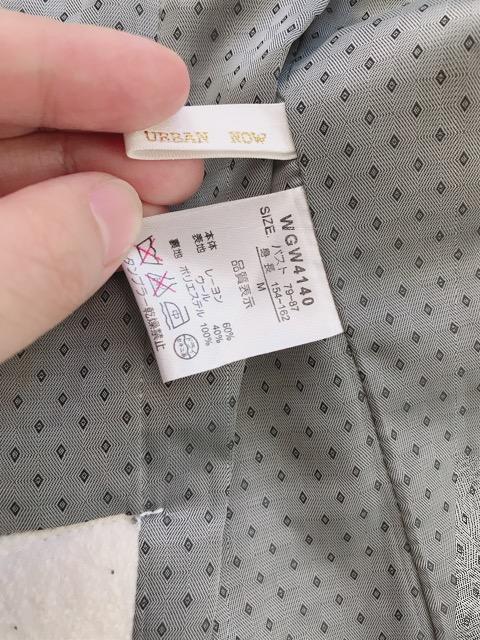 URBAN NOW
WGW4140
SIZE. バスト 79~87
身長 154~162
M
品質表示
本体
表地 レーヨン 60%
ウール 40%
裏地 ポリエステル 100%
タンブラー乾燥禁止